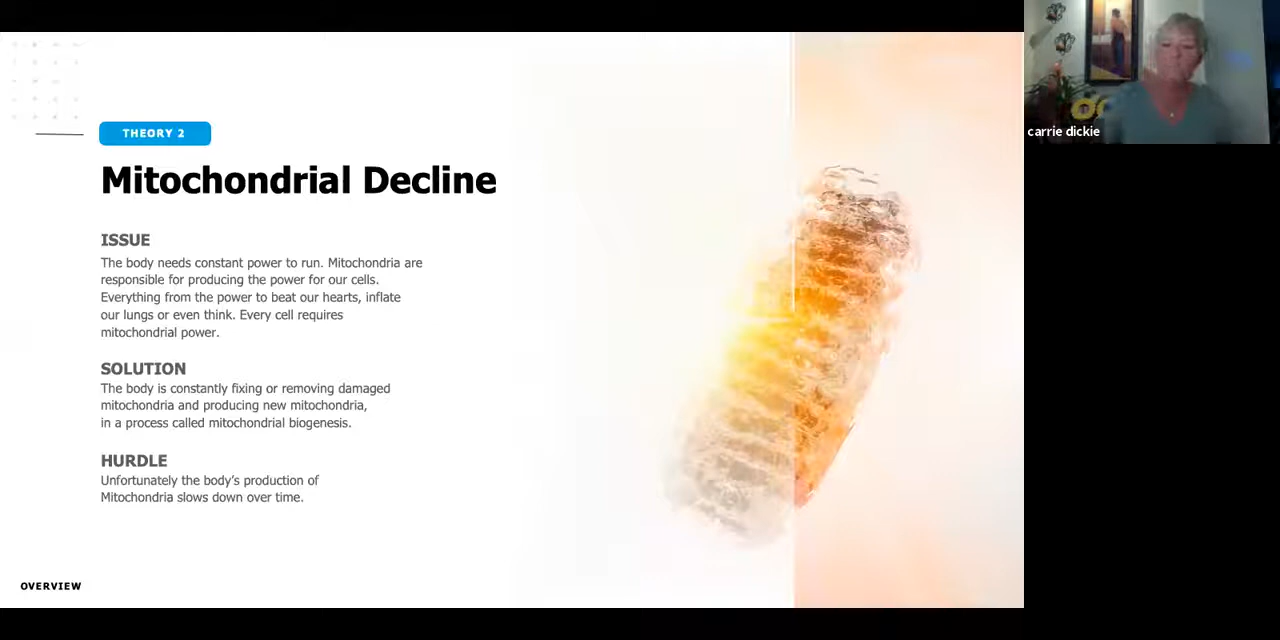 THEORY 2
Mitochondrial Decline
ISSUE
The body needs constant power to run. Mitochondria are
responsible for producing the power for our cells.
Everything from the power to beat our hearts, inflate
our lungs or even think. Every cell requires
mitochondrial power.
SOLUTION
The body is constantly fixing or removing damaged
mitochondria and producing new mitochondria,
in a process called mitochondrial biogenesis.
HURDLE
Unfortunately the body's production of
Mitochondria slows down over time.
OVERVIEW
carrie dickie